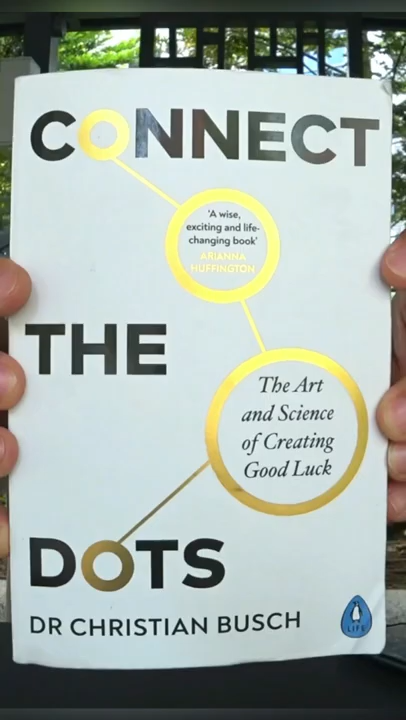 CONNECT
'A wise,
exciting and life-
changing book'
ARIANNA
HUFFINGTON
THE
The Art
and Science
of Creating
Good Luck
DOTS
DR CHRISTIAN BUSCH
LIFE